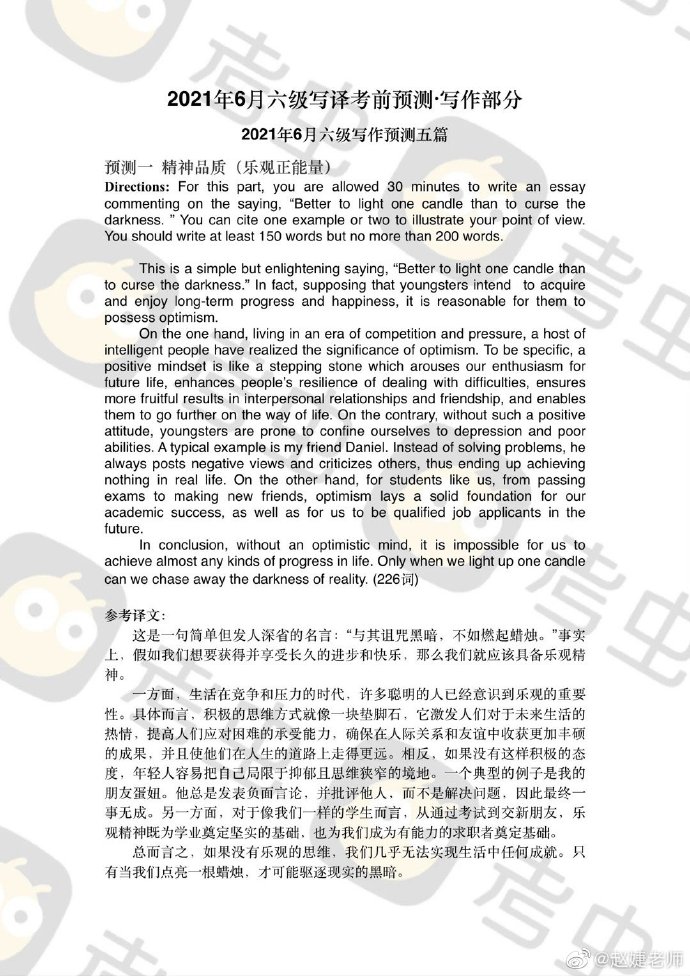 2021年6月六级写译考前预测·写作部分
2021年6月六级写作预测五篇
预测一 精神品质（乐观正能量）
Directions: For this part, you are allowed 30 minutes to write an essay
commenting on the saying, “Better to light one candle than to curse the
darkness. ” You can cite one example or two to illustrate your point of view.
You should write at least 150 words but no more than 200 words.
This is a simple but enlightening saying, “Better to light one candle than
to curse the darkness.” In fact, supposing that youngsters intend to acquire
and enjoy long-term progress and happiness, it is reasonable for them to
possess optimism.
On the one hand, living in an era of competition and pressure, a host of
intelligent people have realized the significance of optimism. To be specific, a
positive mindset is like a stepping stone which arouses our enthusiasm for
future life, enhances people’s resilience of dealing with difficulties, ensures
more fruitful results in interpersonal relationships and friendship, and enables
them to go further on the way of life. On the contrary, without such a positive
attitude, youngsters are prone to confine ourselves to depression and poor
abilities. A typical example is my friend Daniel. Instead of solving problems, he
always posts negative views and criticizes others, thus ending up achieving
nothing in real life. On the other hand, for students like us, from passing
exams to making new friends, optimism lays a solid foundation for our
academic success, as well as for us to be qualified job applicants in the
future.
In conclusion, without an optimistic mind, it is impossible for us to
achieve almost any kinds of progress in life. Only when we light up one candle
can we chase away the darkness of reality. (226词)
参考译文：
这是一句简单但发人深省的名言：“与其诅咒黑暗，不如燃起蜡烛。”事实
上，假如我们想要获得并享受长久的进步和快乐，那么我们就应该具备乐观精
神。
一方面，生活在竞争和压力的时代，许多聪明的人已经意识到乐观的重要
性。具体而言，积极的思维方式就像一块垫脚石，它激发人们对于未来生活的
热情，提高人们应对困难的承受能力，确保在人际关系和友谊中收获更加丰硕
的成果，并且使他们在人生的道路上走得更远。相反，如果没有这样积极的态
度，年轻人容易把自己局限于抑郁且思维狭窄的境地。一个典型的例子是我的
朋友蛋妞。他总是发表负面言论，并批评他人，而不是解决问题，因此最终一
事无成。另一方面，对于像我们一样的学生而言，从通过考试到交新朋友，乐
观精神既为学业奠定坚实的基础，也为我们成为有能力的求职者奠定基础。
总而言之，如果没有乐观的思维，我们几乎无法实现生活中任何成就。只
有当我们点亮一根蜡烛，才可能驱逐现实的黑暗。
考虫
考虫
考虫
考虫
@赵婕老师